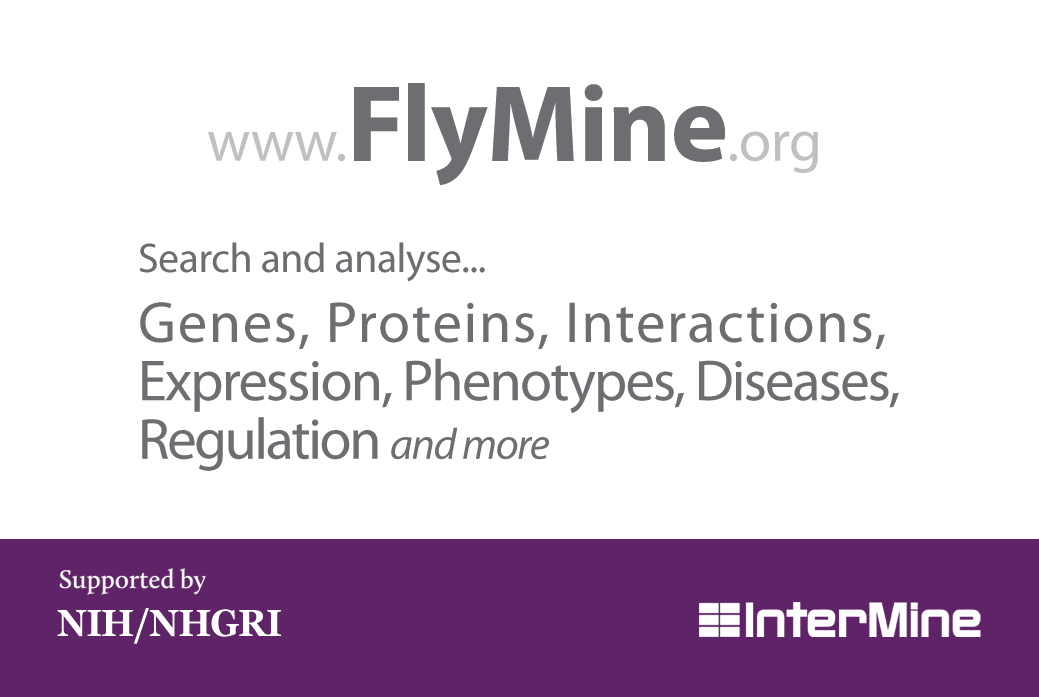 www.FlyMine.org
Search and analyse...
Genes, Proteins, Interactions,
Expression, Phenotypes, Diseases,
Regulation and more
Supported by
NIH/NHGRI
InterMine